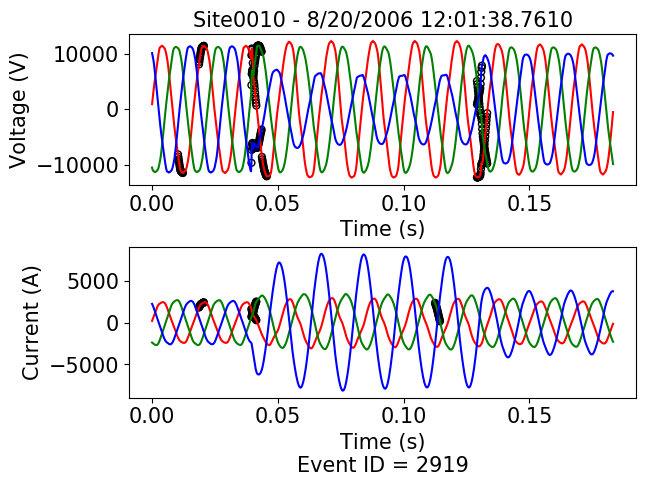 Site0010 - 8/20/2006 12:01:38.7610
Voltage (V)
10000
0
−10000
0.00 0.05 0.10 0.15
Time (s)
Current (A)
5000
0
−5000
0.00 0.05 0.10 0.15
Time (s)
Event ID = 2919